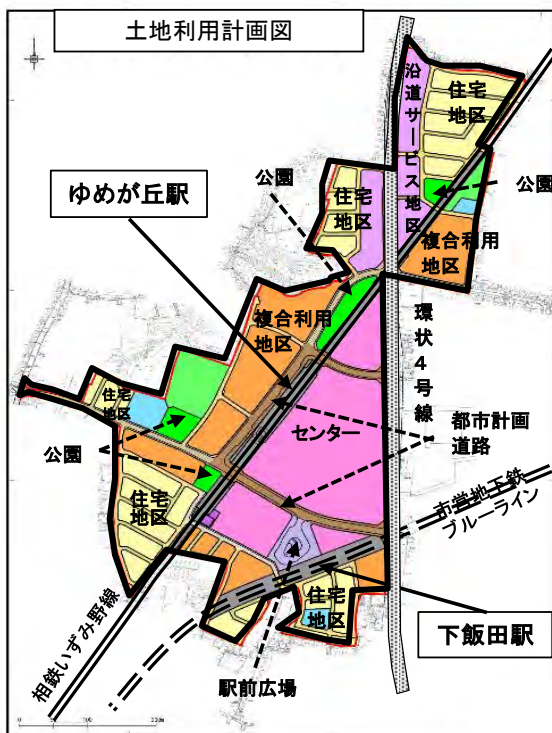 土地利用計画図
沿道サービス地区
住宅
地区
公園
公園
住宅
地区
ゆめが丘駅
複合利用
地区
環状4号線
複合利用
地区
住宅
地区
センター
都市計画
道路
公園
市営地下鉄
ブルーライン
住宅
地区
住宅
地区
下飯田駅
相鉄いずみ野線
駅前広場